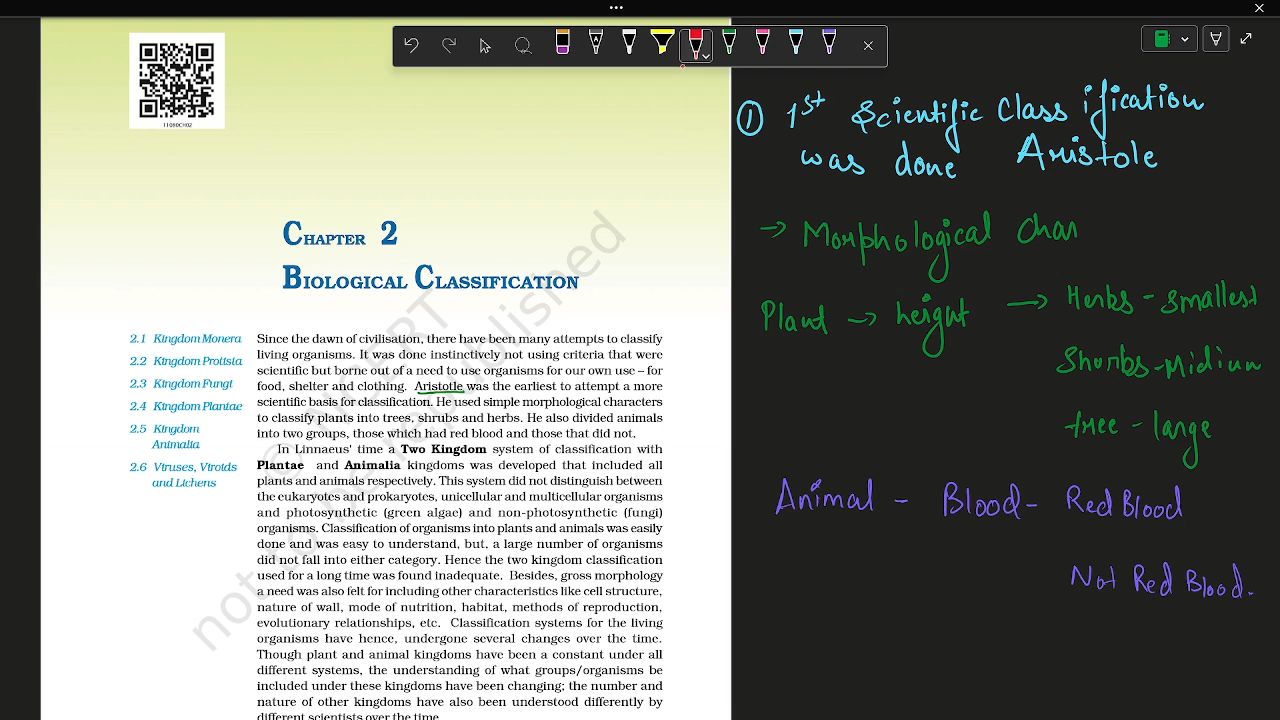 11080CH02
CHAPTER 2
BIOLOGICAL CLASSIFICATION
2.1 Kingdom Monera
2.2 Kingdom Protista
2.3 Kingdom Fungi
2.4 Kingdom Plantae
2.5 Kingdom
Animalia
2.6 Viruses, Viroids
and Lichens
Since the dawn of civilisation, there have been many attempts to classify
living organisms. It was done instinctively not using criteria that were
scientific but borne out of a need to use organisms for our own use – for
food, shelter and clothing. Aristotle was the earliest to attempt a more
scientific basis for classification. He used simple morphological characters
to classify plants into trees, shrubs and herbs. He also divided animals
into two groups, those which had red blood and those that did not.
In Linnaeus' time a Two Kingdom system of classification with
Plantae and Animalia kingdoms was developed that included all
plants and animals respectively. This system did not distinguish between
the eukaryotes and prokaryotes, unicellular and multicellular organisms
and photosynthetic (green algae) and non-photosynthetic (fungi)
organisms. Classification of organisms into plants and animals was easily
done and was easy to understand, but, a large number of organisms
did not fall into either category. Hence the two kingdom classification
used for a long time was found inadequate. Besides, gross morphology
a need was also felt for including other characteristics like cell structure,
nature of wall, mode of nutrition, habitat, methods of reproduction,
evolutionary relationships, etc. Classification systems for the living
organisms have hence, undergone several changes over the time.
Though plant and animal kingdoms have been a constant under all
different systems, the understanding of what groups/organisms be
included under these kingdoms have been changing; the number and
nature of other kingdoms have also been understood differently by
different scientists over the time.
© NCERT
not to be republished
① 1st Scientific Classification
was done Aristole
→ Morphological Char
Plant → height → Herbs - smallest
Shurbs - Midium
tree - large
Animal - Blood - Red Blood
Not Red Blood.